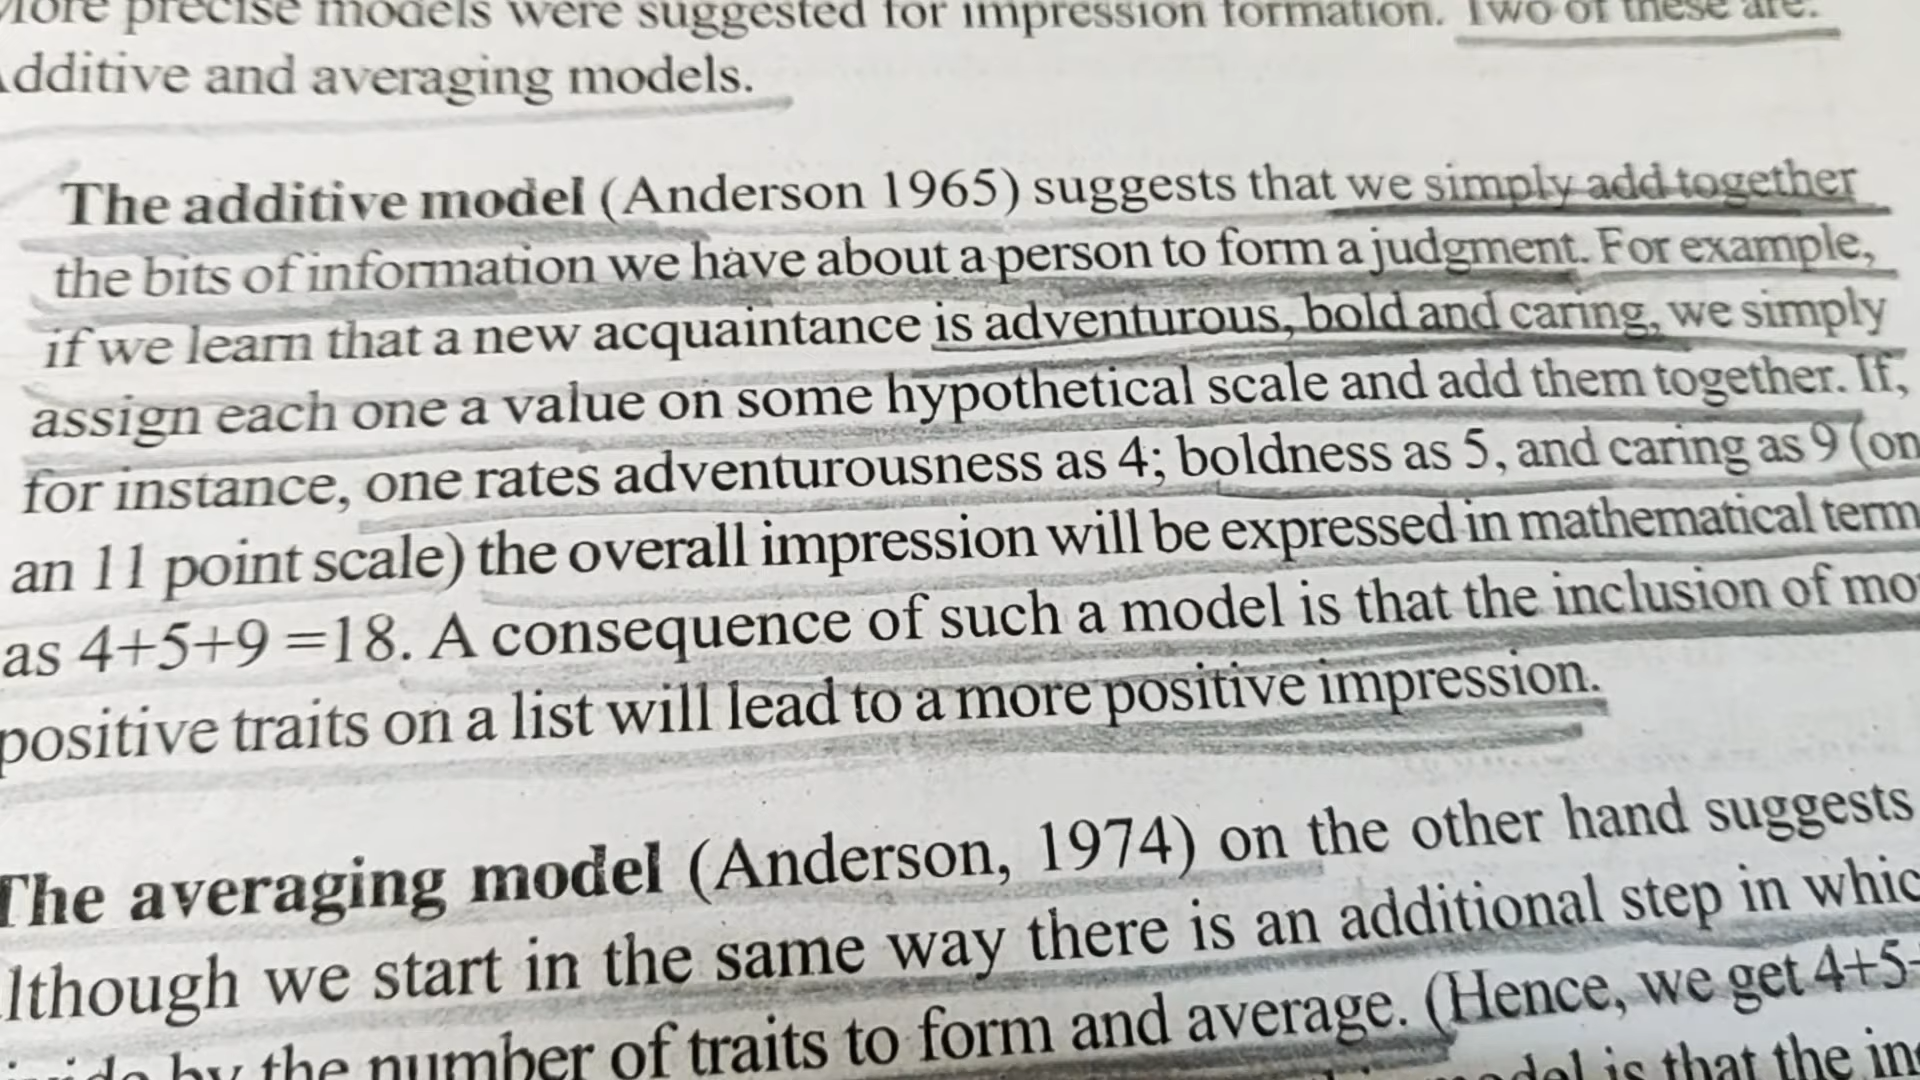 More precise models were suggested for impression formation. Two of these are:
Additive and averaging models.
The additive model (Anderson 1965) suggests that we simply add together
the bits of information we have about a person to form a judgment. For example,
if we learn that a new acquaintance is adventurous, bold and caring, we simply
assign each one a value on some hypothetical scale and add them together. If,
for instance, one rates adventurousness as 4; boldness as 5, and caring as 9 (on
an 11 point scale) the overall impression will be expressed in mathematical term
as 4+5+9 =18. A consequence of such a model is that the inclusion of mo
positive traits on a list will lead to a more positive impression.
The averaging model (Anderson, 1974) on the other hand suggests
lthough we start in the same way there is an additional step in whic
by the number of traits to form and average. (Hence, we get 4+5+
model is that the in